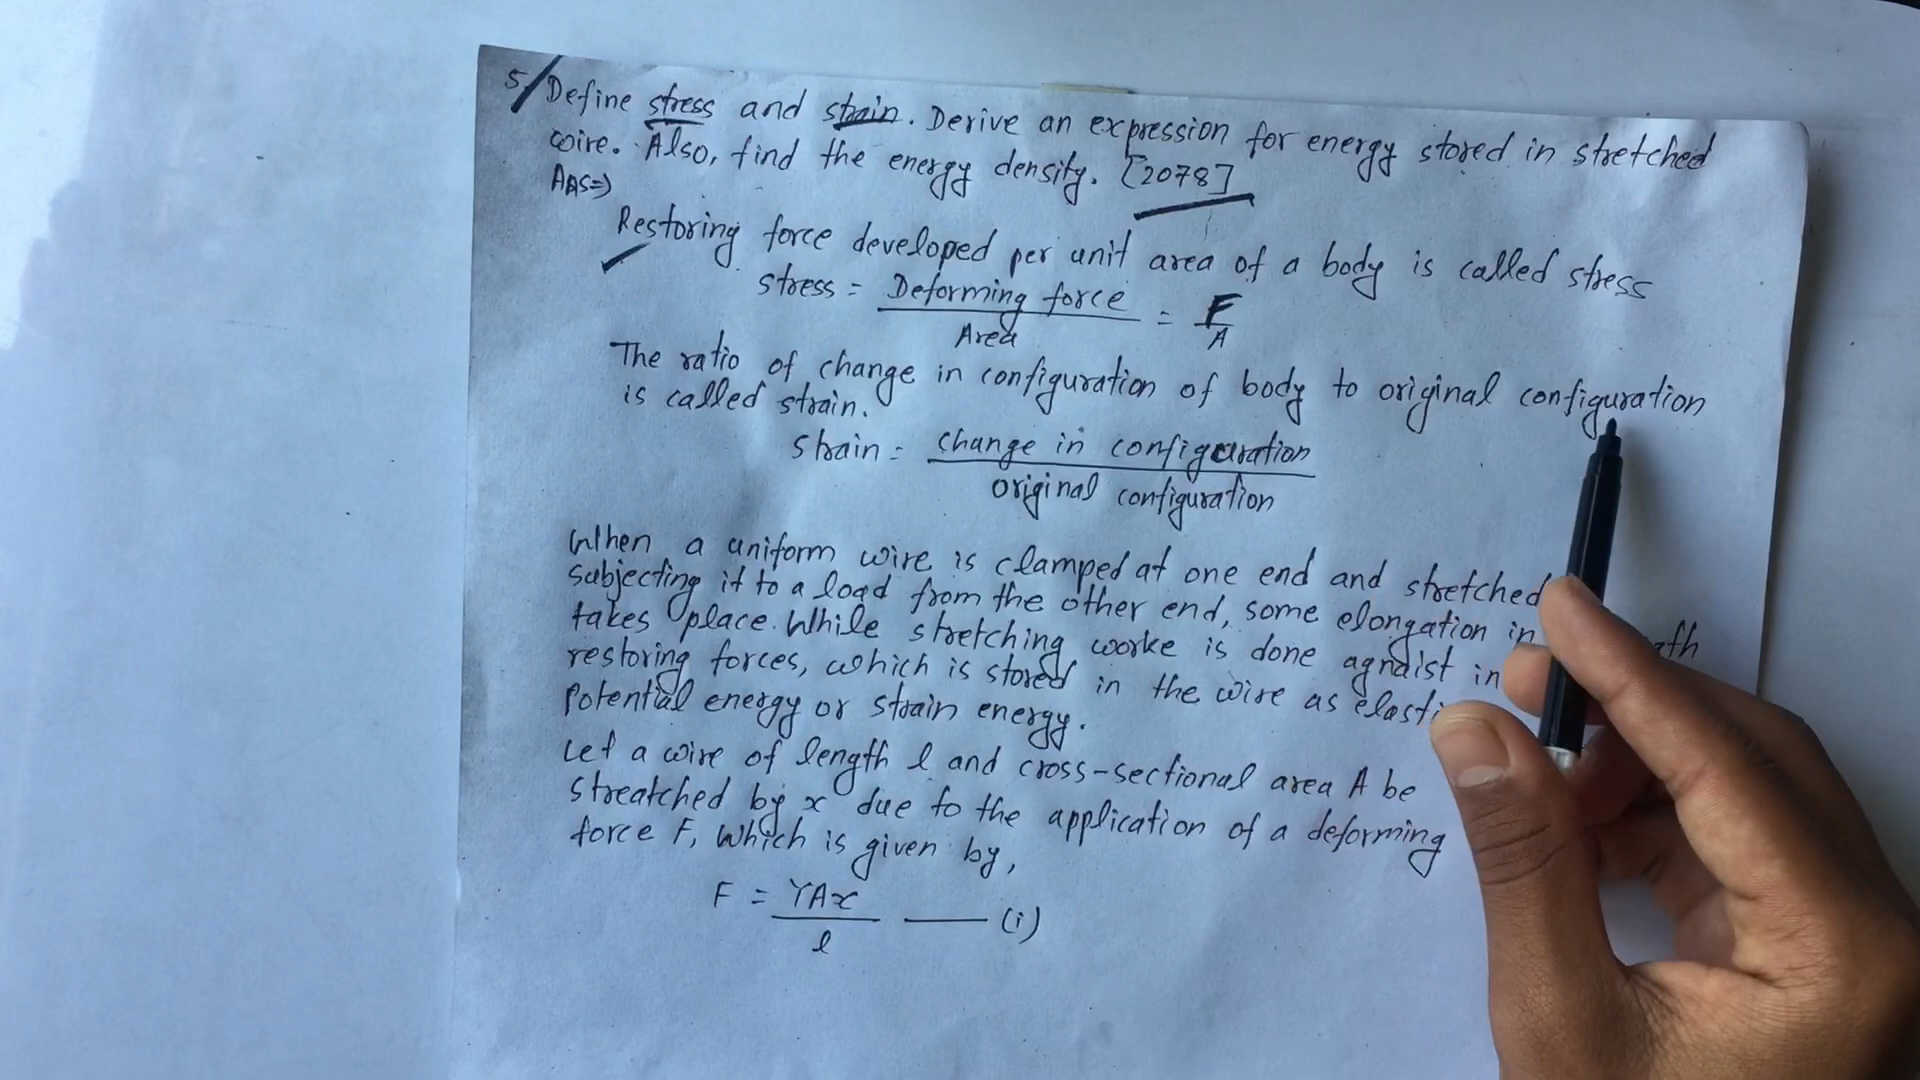 5. Define stress and strain. Derive an expression for energy stored in stretched
wire. Also, find the energy density. [2078]
Ans⇒
Restoring force developed per unit area of a body is called stress
stress = Deforming force / Area = F / A
The ratio of change in configuration of body to original configuration
is called strain.
strain = change in configuration / original configuration
When a uniform wire is clamped at one end and stretched
subjecting it to a load from the other end, some elongation in
takes place. While stretching worke is done agnaist in
restoring forces, which is stored in the wire as elasti
Potential energy or strain energy.
Let a wire of length l and cross-sectional area A be
streatched by x due to the application of a deforming
force F, which is given by,
F = YAx / l —— (i)